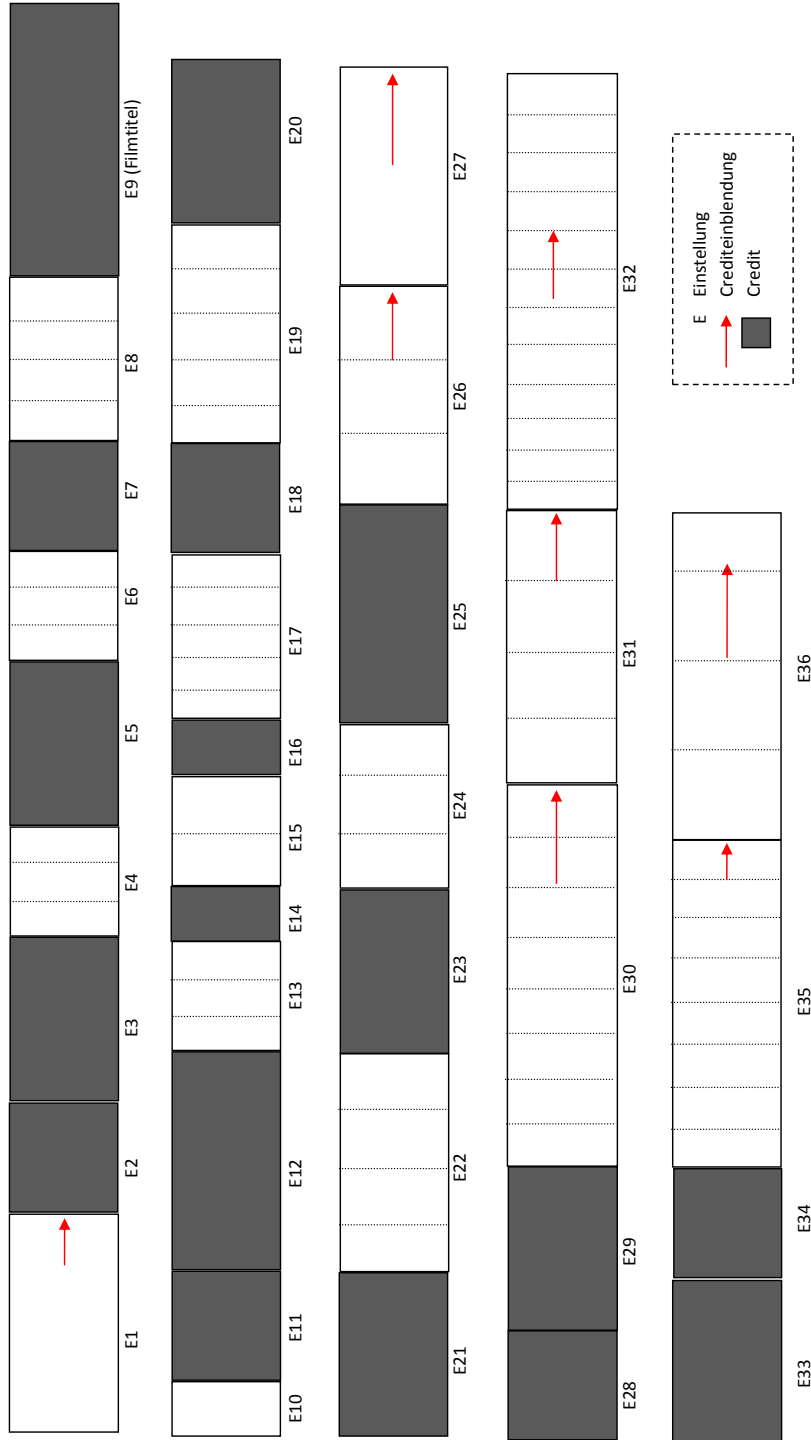 E1
E2
E3
E4
E5
E6
E7
E8
E9 (Filmtitel)
E10
E11
E12
E13
E14
E15
E16
E17
E18
E19
E20
E21
E22
E23
E24
E25
E26
E27
E28
E29
E30
E31
E32
E33
E34
E35
E36
E Einstellung
Crediteinblendung
Credit